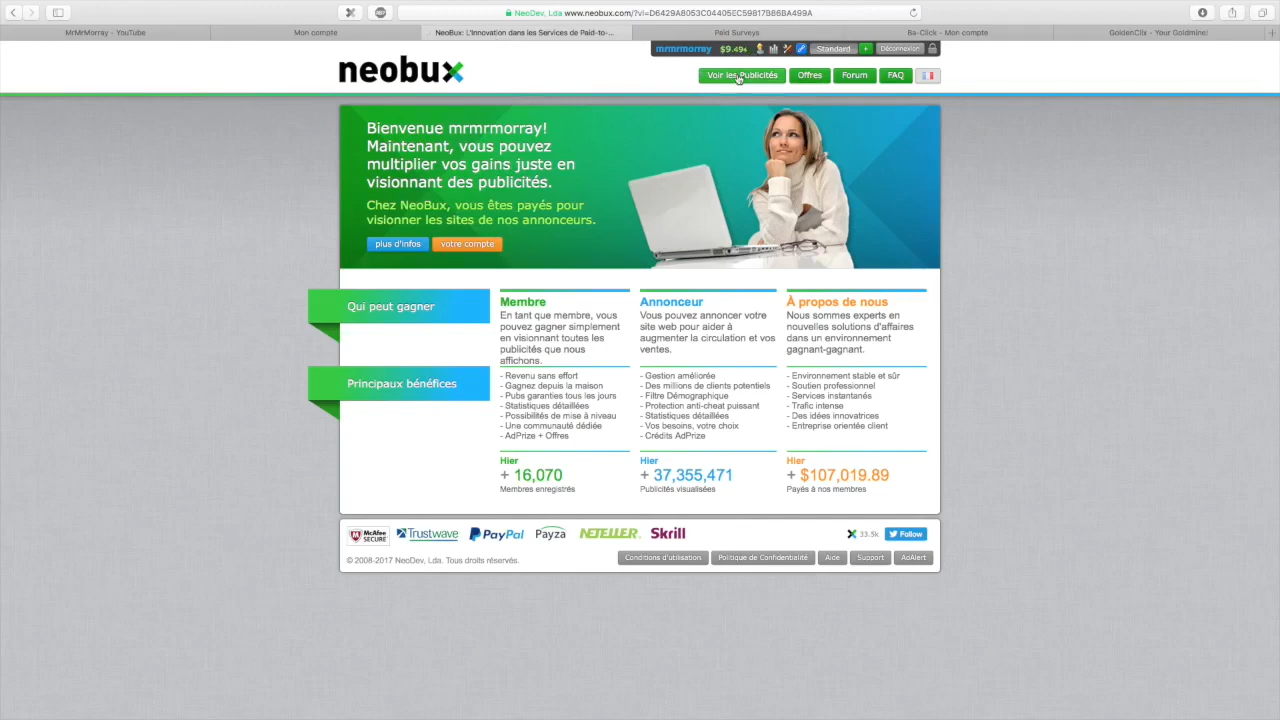 NeoDev, Lda www.neobux.com/?vl=D6429A8053C04405EC59817B86BA499A
MrMrMorray - YouTube
Mon compte
NeoBux: L'Innovation dans les Services de Paid-to-...
Paid Surveys
Ba-Click - Mon compte
GoldenClix - Your Goldmine!
mrmrmorray $9.494 Standard + Déconnexion
neobux
Voir les Publicités
Offres
Forum
FAQ
Bienvenue mrmrmorray!
Maintenant, vous pouvez
multiplier vos gains juste en
visionnant des publicités.
Chez NeoBux, vous êtes payés pour
visionner les sites de nos annonceurs.
plus d'infos
votre compte
Qui peut gagner
Membre
En tant que membre, vous
pouvez gagner simplement
en visionnant toutes les
publicités que nous
affichons.
Annonceur
Vous pouvez annoncer votre
site web pour aider à
augmenter la circulation et vos
ventes.
À propos de nous
Nous sommes experts en
nouvelles solutions d'affaires
dans un environnement
gagnant-gagnant.
Principaux bénéfices
- Revenu sans effort
- Gagnez depuis la maison
- Pubs garanties tous les jours
- Statistiques détaillées
- Possibilités de mise à niveau
- Une communauté dédiée
- AdPrize + Offres
- Gestion améliorée
- Des millions de clients potentiels
- Filtre Démographique
- Protection anti-cheat puissant
- Statistiques détaillées
- Vos besoins, votre choix
- Crédits AdPrize
- Environnement stable et sûr
- Soutien professionnel
- Services instantanés
- Trafic intense
- Des idées innovatrices
- Entreprise orientée client
Hier
+ 16,070
Membres enregistrés
Hier
+ 37,355,471
Publicités visualisées
Hier
+ $107,019.89
Payés à nos membres
McAfee
SECURE
Trustwave
PayPal
Payza
NETELLER
Skrill
33.5k
Follow
© 2008-2017 NeoDev, Lda. Tous droits réservés.
Conditions d'utilisation
Politique de Confidentialité
Aide
Support
AdAlert